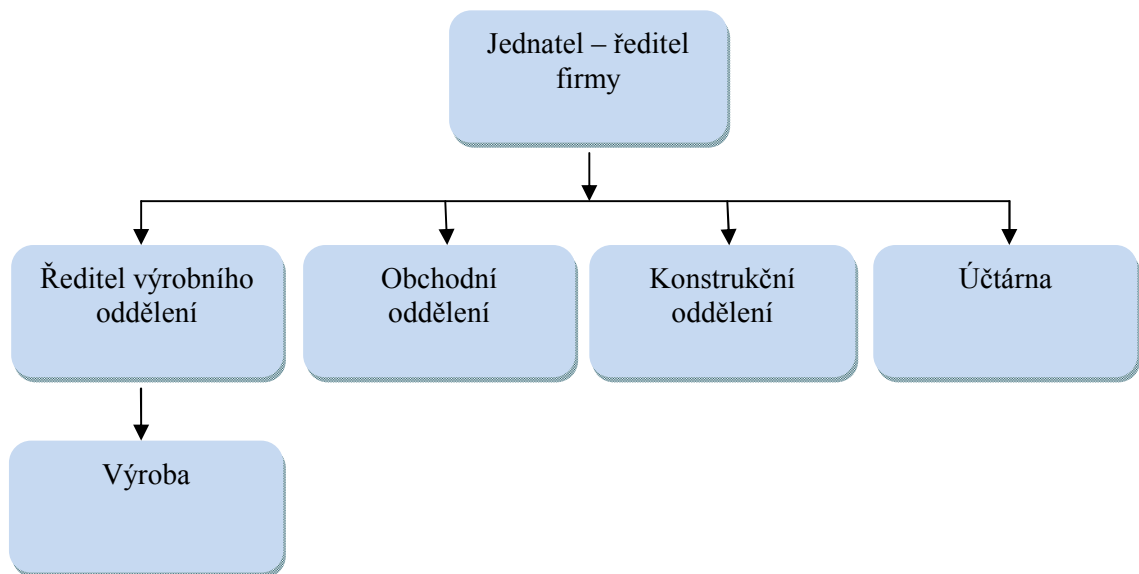 Jednatel – ředitel
firmy
Ředitel výrobního
oddělení
Obchodní
oddělení
Konstrukční
oddělení
Účtárna
Výroba